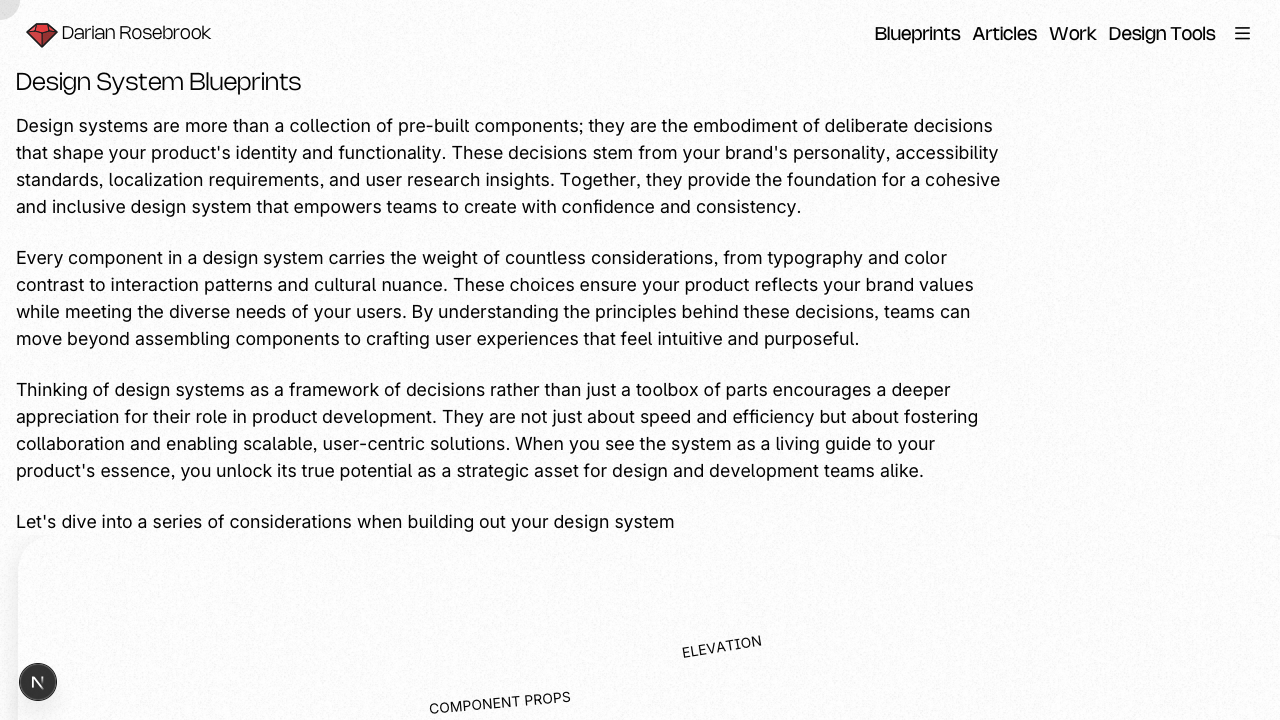 Darian Rosebrook
Blueprints Articles Work Design Tools
Design System Blueprints
Design systems are more than a collection of pre-built components; they are the embodiment of deliberate decisions
that shape your product's identity and functionality. These decisions stem from your brand's personality, accessibility
standards, localization requirements, and user research insights. Together, they provide the foundation for a cohesive
and inclusive design system that empowers teams to create with confidence and consistency.
Every component in a design system carries the weight of countless considerations, from typography and color
contrast to interaction patterns and cultural nuance. These choices ensure your product reflects your brand values
while meeting the diverse needs of your users. By understanding the principles behind these decisions, teams can
move beyond assembling components to crafting user experiences that feel intuitive and purposeful.
Thinking of design systems as a framework of decisions rather than just a toolbox of parts encourages a deeper
appreciation for their role in product development. They are not just about speed and efficiency but about fostering
collaboration and enabling scalable, user-centric solutions. When you see the system as a living guide to your
product's essence, you unlock its true potential as a strategic asset for design and development teams alike.
Let's dive into a series of considerations when building out your design system
ELEVATION
N
COMPONENT PROPS